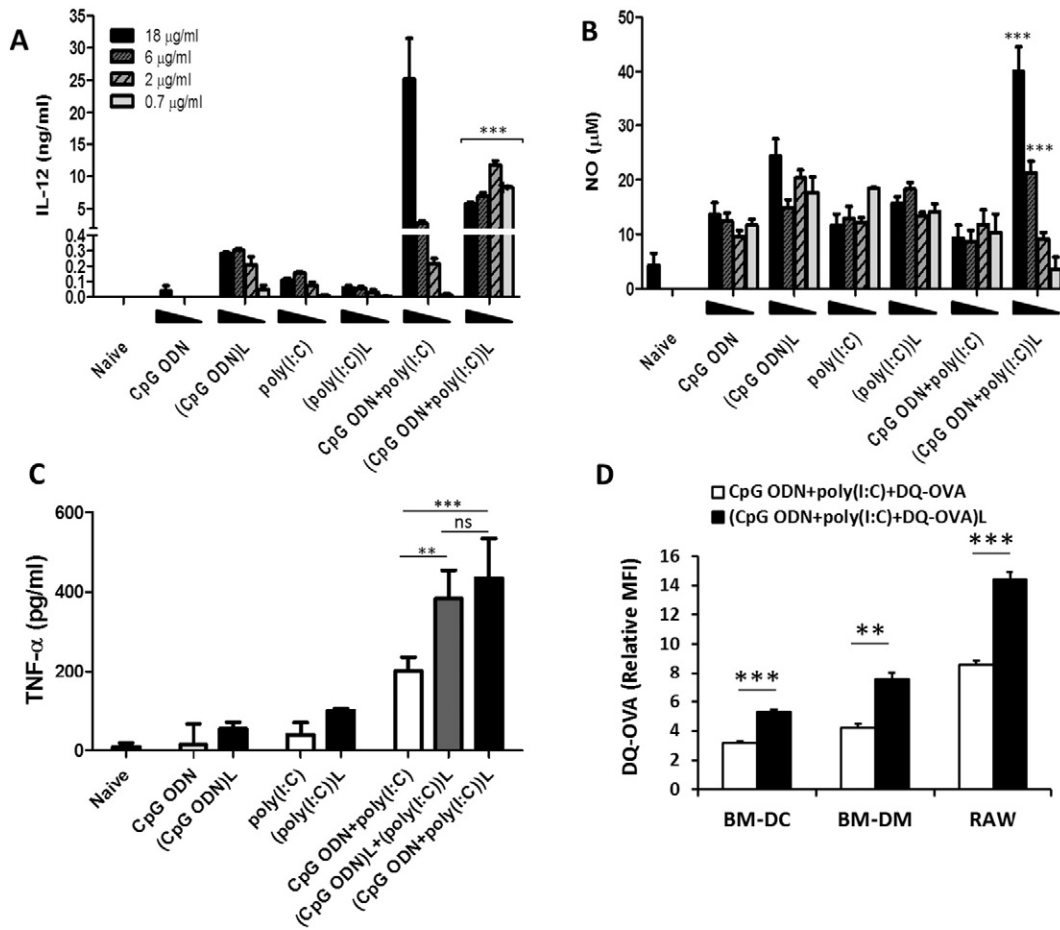 A
IL-12 (ng/ml)
35
30
25
20
15
10
5
0.4
0.3
0.2
0.1
0.0
18 µg/ml
6 µg/ml
2 µg/ml
0.7 µg/ml
***
Naive
CpG ODN
(CpG ODN)L
poly(I:C)
(poly(I:C))L
CpG ODN+poly(I:C)
(CpG ODN+poly(I:C))L
B
NO (µM)
50
40
30
20
10
0
***
***
Naive
CpG ODN
(CpG ODN)L
poly(I:C)
(poly(I:C))L
CpG ODN+poly(I:C)
(CpG ODN+poly(I:C))L
C
TNF-α (pg/ml)
600
400
200
0
***
ns
**
Naive
CpG ODN
(CpG ODN)L
poly(I:C)
(poly(I:C))L
CpG ODN+poly(I:C)
(CpG ODN)L+(poly(I:C))L
(CpG ODN+poly(I:C))L
D
CpG ODN+poly(I:C)+DQ-OVA
(CpG ODN+poly(I:C)+DQ-OVA)L
DQ-OVA (Relative MFI)
16
14
12
10
8
6
4
2
0
***
**
***
BM-DC
BM-DM
RAW